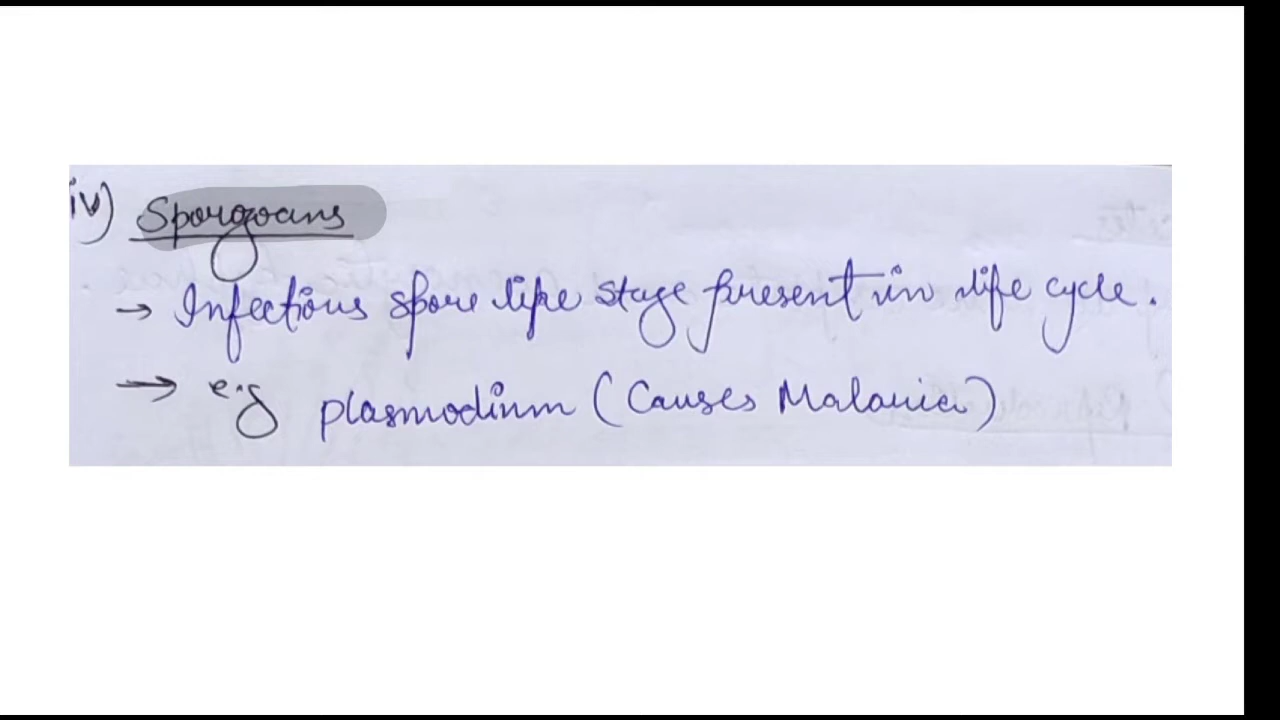 iv) Sporozoans
→ Infectious spore like stage present in life cycle.
→ e.g plasmodium (Causes Malaria)